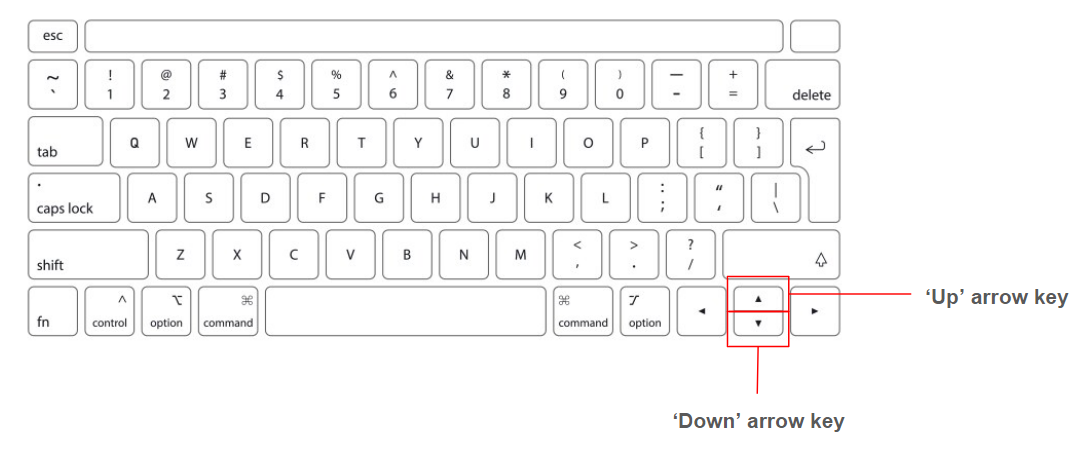 esc
~ ! @ # $ % ^ & * ( ) — +
` 1 2 3 4 5 6 7 8 9 0 - = delete
tab Q W E R T Y U I O P { [ } ]
caps lock A S D F G H J K L : ; “ , | \
shift Z X C V B N M < , > . ? /
fn ^ control ⌥ option ⌘ command ⌘ command ⌥ option ◄ ▲ ▼ ►
‘Up’ arrow key
‘Down’ arrow key